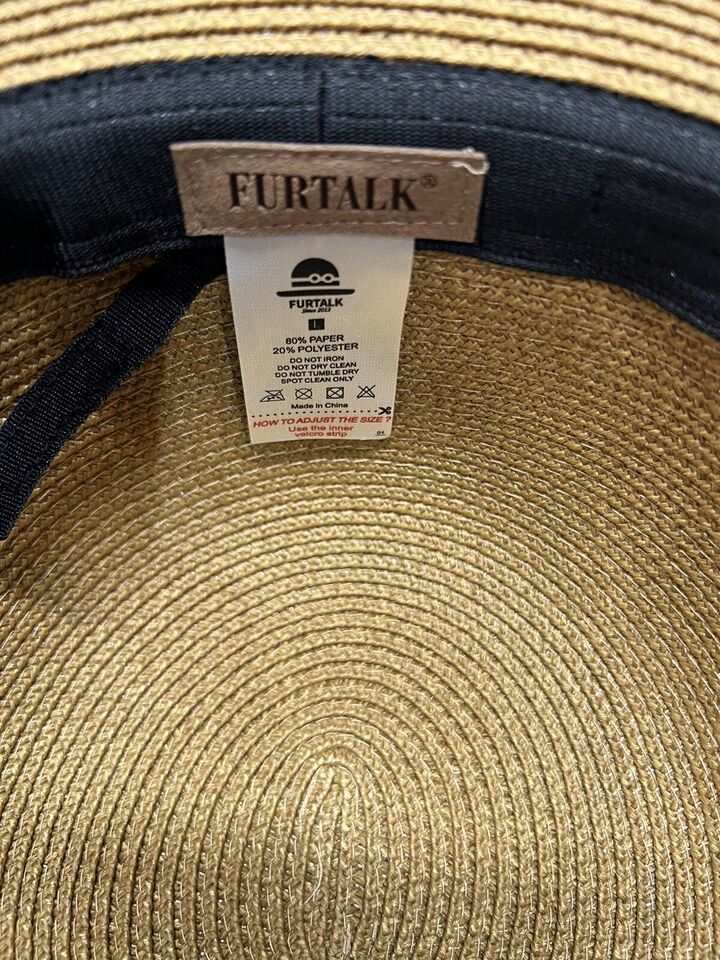 FURTALK®
FURTALK
Since 2012
L
80% PAPER
20% POLYESTER
DO NOT IRON
DO NOT DRY CLEAN
DO NOT TUMBLE DRY
SPOT CLEAN ONLY
Made in China
HOW TO ADJUST THE SIZE ?
Use the inner
velcro strip